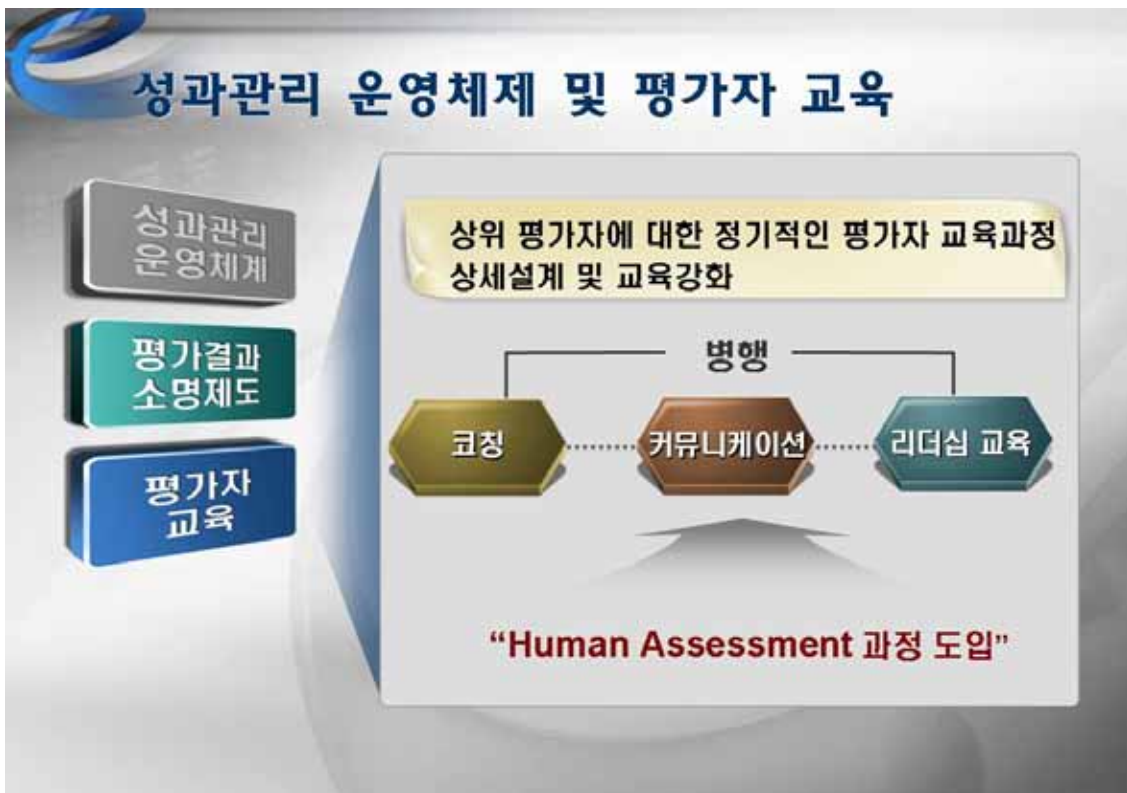 성과관리 운영체제 및 평가자 교육
성과관리
운영체계
평가결과
소명제도
평가자
교육
상위 평가자에 대한 정기적인 평가자 교육과정
상세설계 및 교육강화
병행
코칭
커뮤니케이션
리더십 교육
“Human Assessment 과정 도입”